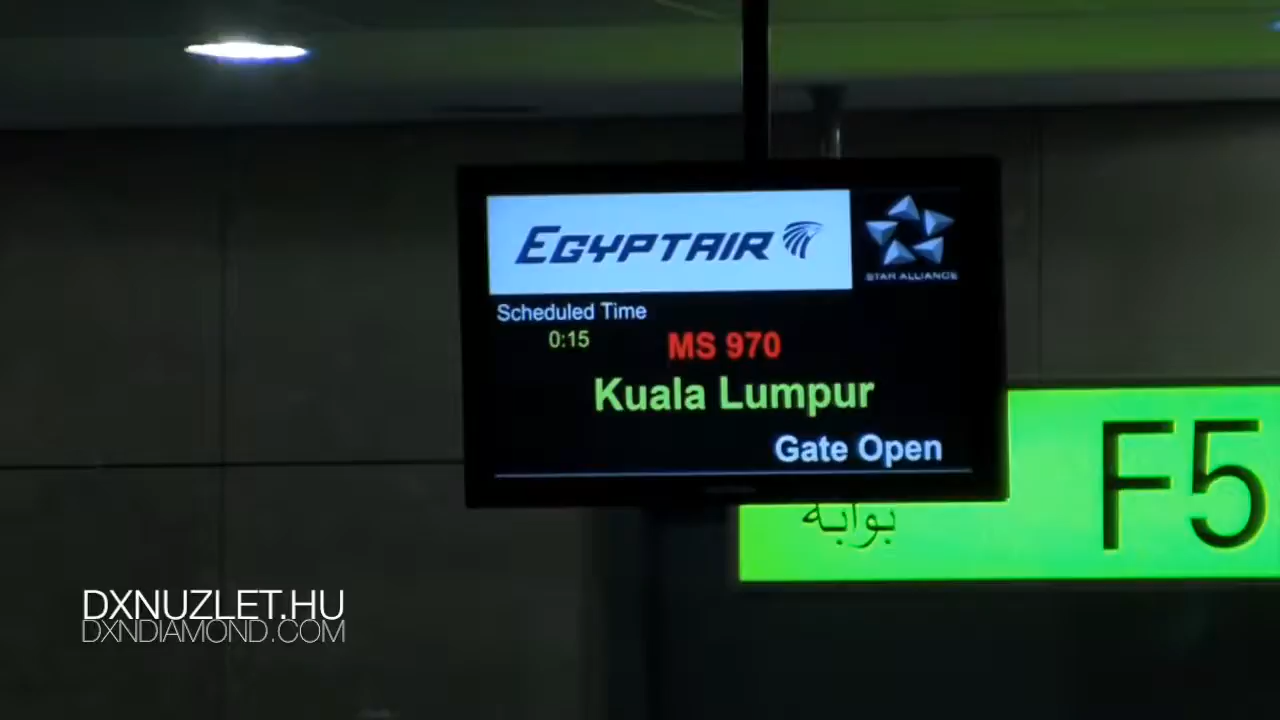 EGYPTAIR
STAR ALLIANCE
Scheduled Time
0:15
MS 970
Kuala Lumpur
Gate Open
F5
بوابة
DXNUZLET.HU
DXNDIAMOND.COM